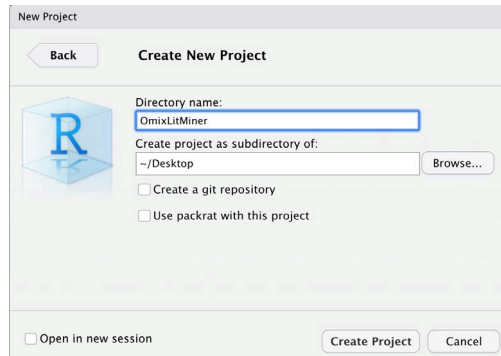 New Project
Back
Create New Project
R
Directory name:
OmixLitMiner
Create project as subdirectory of:
~/Desktop
Browse...
Create a git repository
Use packrat with this project
Open in new session
Create Project
Cancel